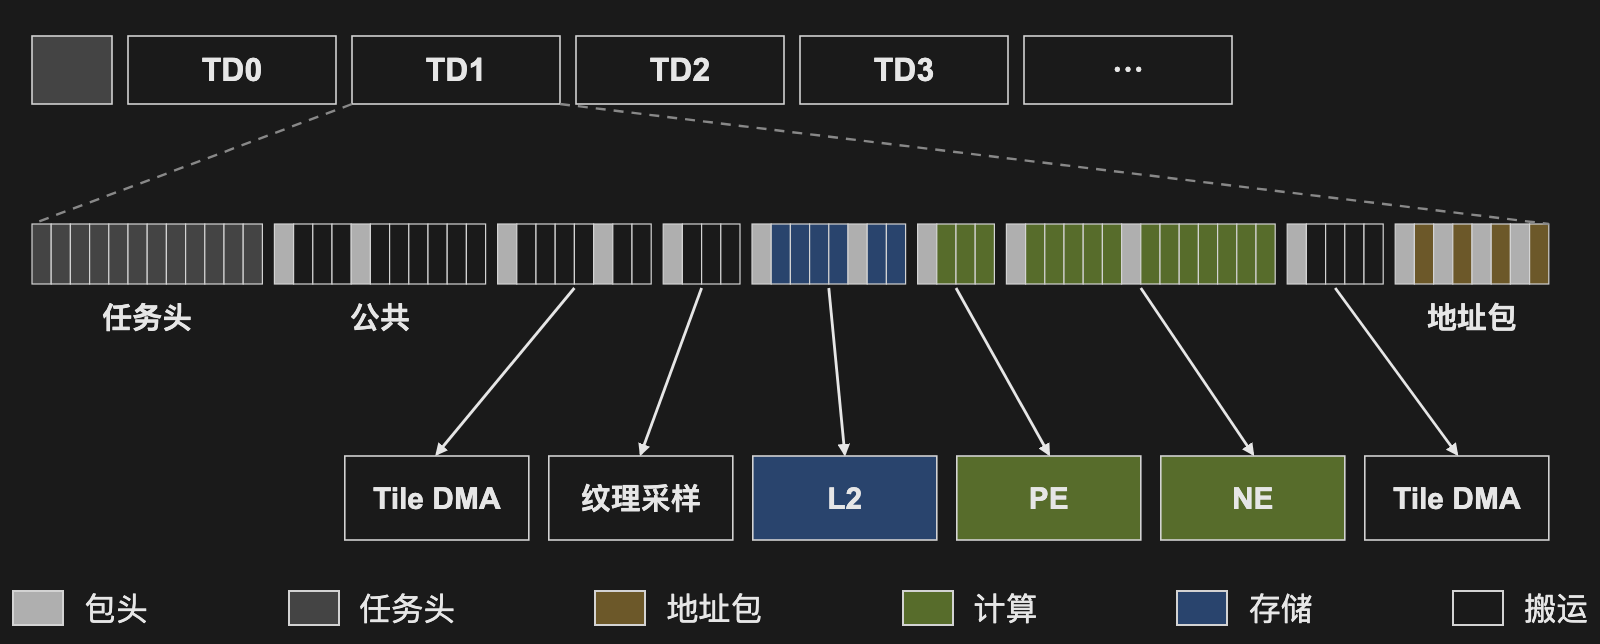 TD0 TD1 TD2 TD3 ...
任务头 公共 地址包
Tile DMA 纹理采样 L2 PE NE Tile DMA
包头 任务头 地址包 计算 存储 搬运